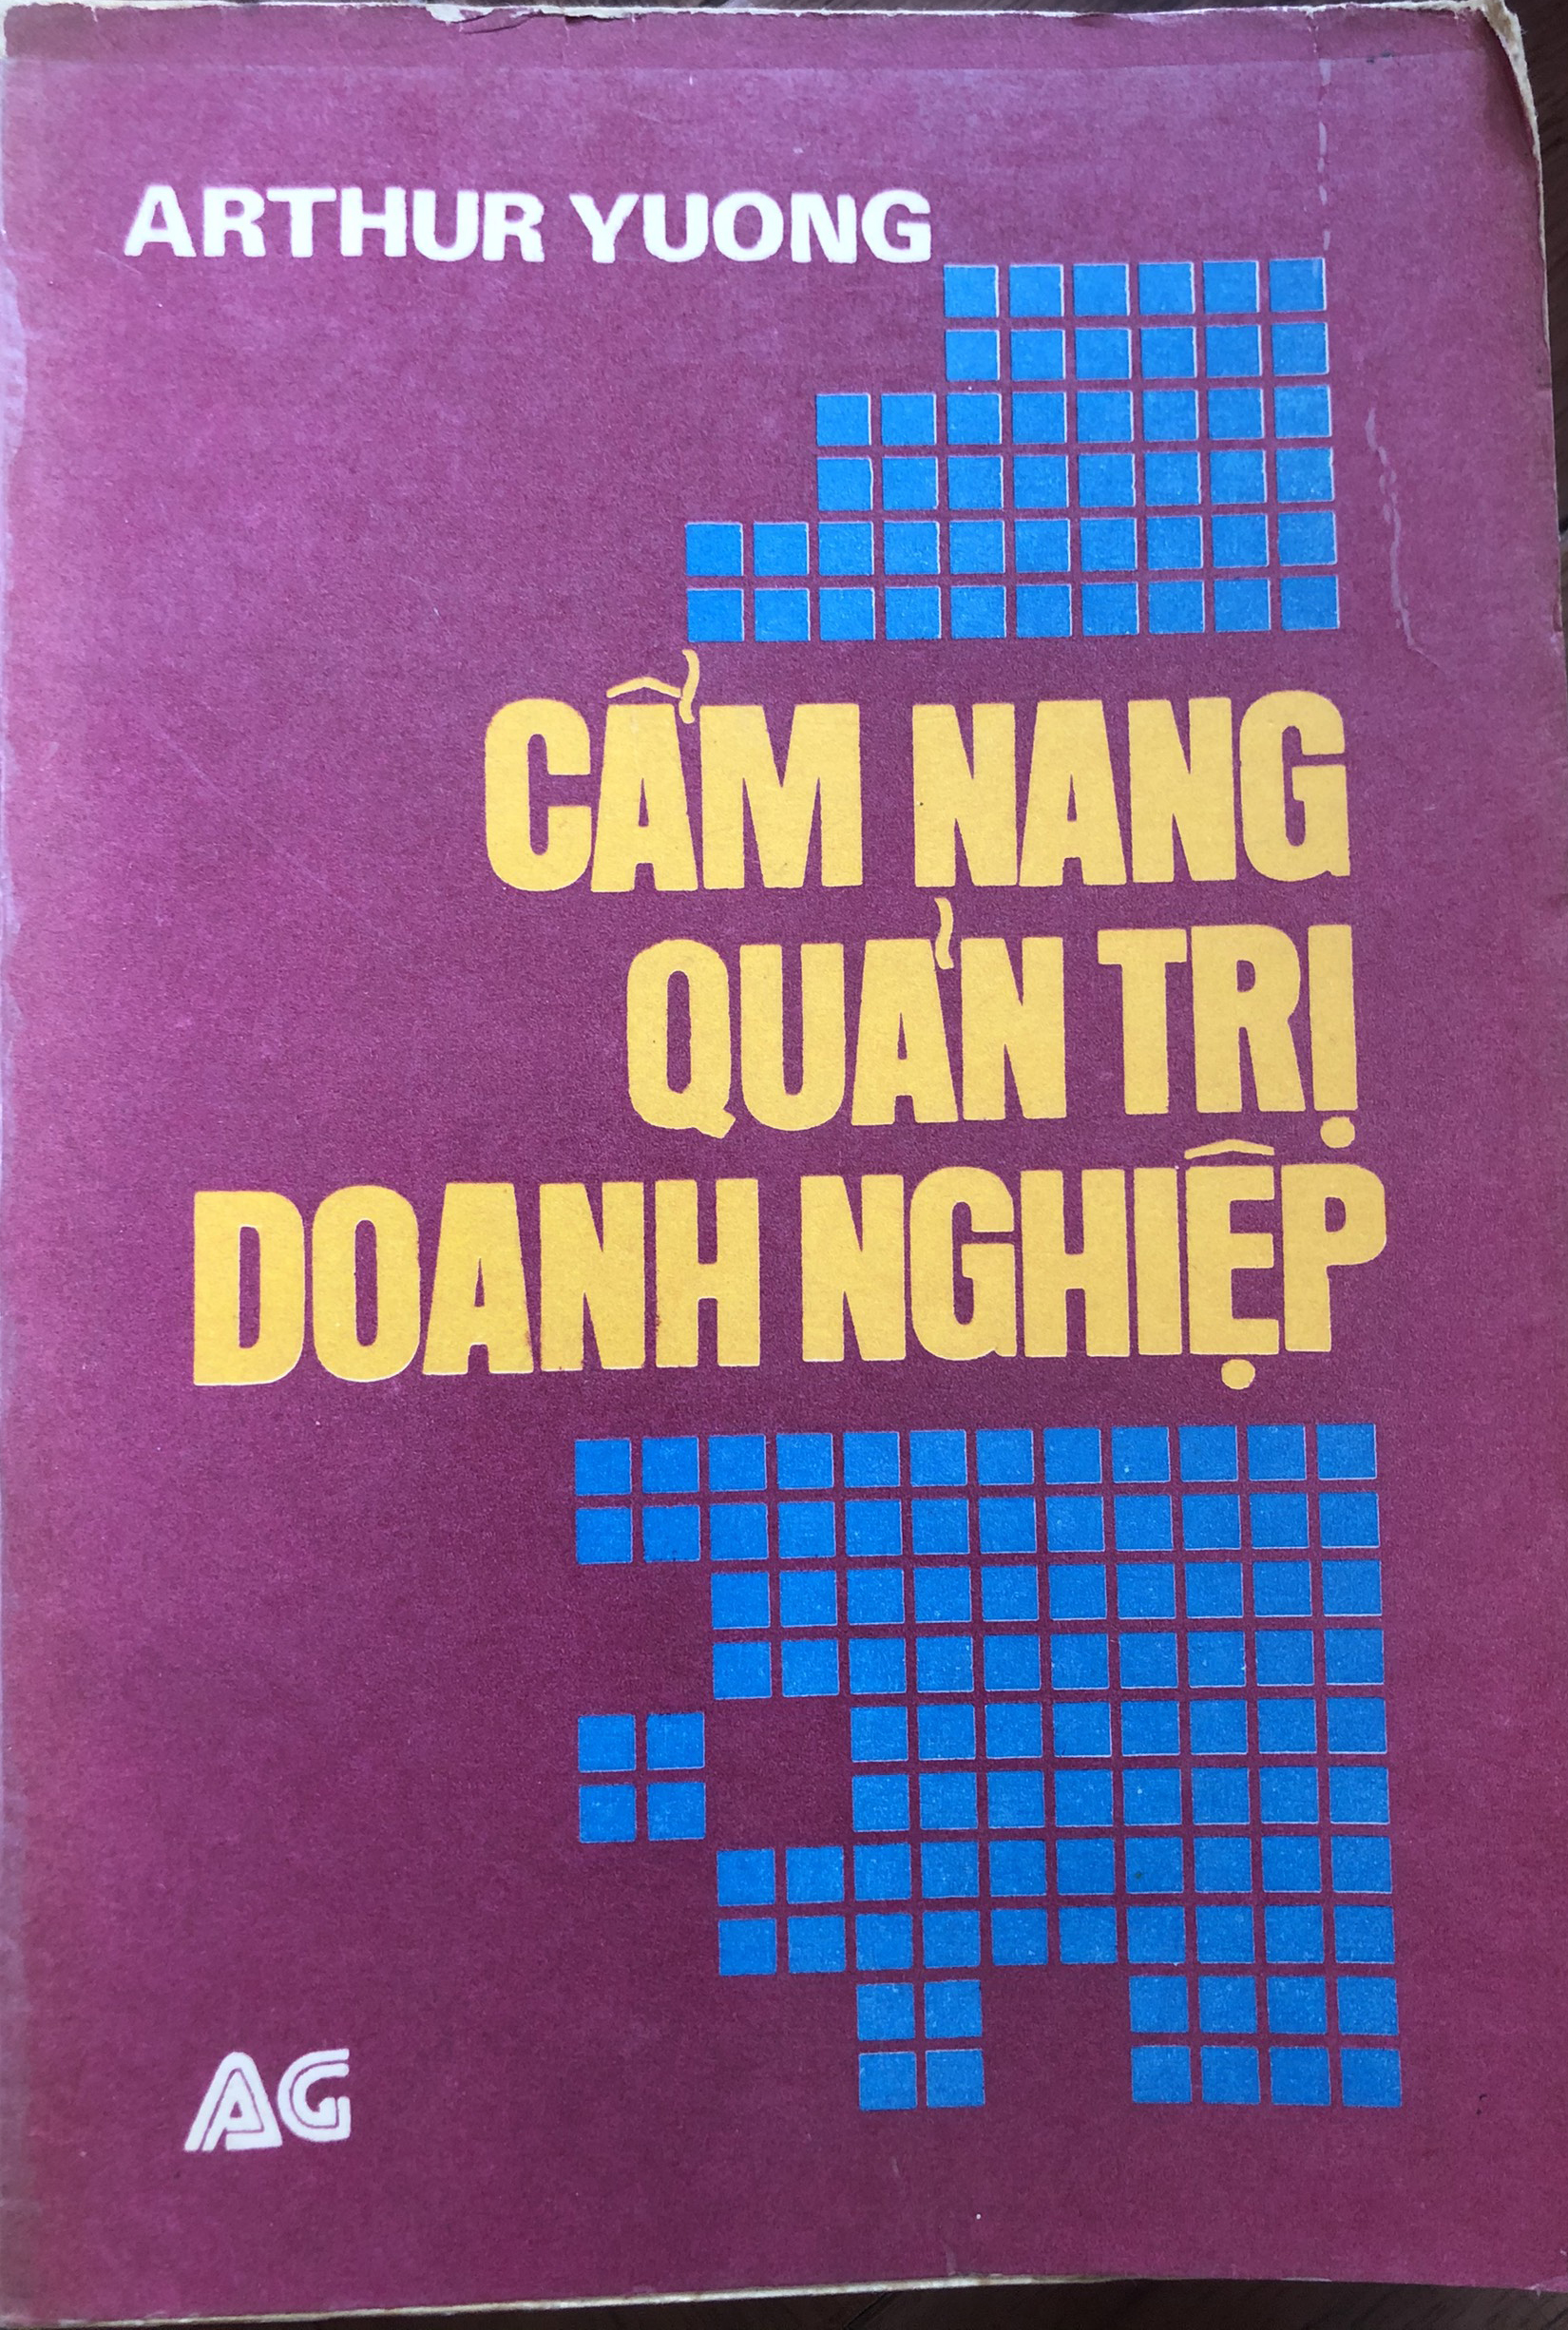 ARTHUR YUONG
CẨM NANG
QUẢN TRỊ
DOANH NGHIỆP
AG